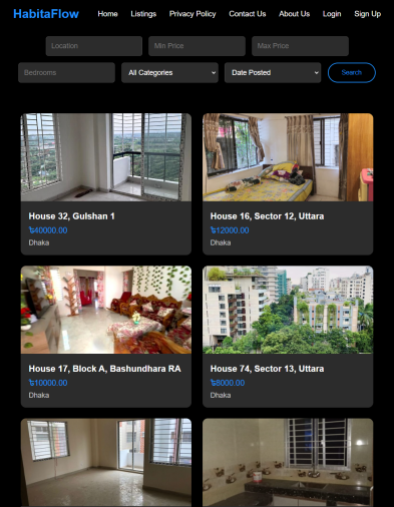 HabitaFlow Home Listings Privacy Policy Contact Us About Us Login Sign Up
Location Min Price Max Price
Bedrooms All Categories Date Posted Search
House 32, Gulshan 1
৳40000.00
Dhaka
House 16, Sector 12, Uttara
৳12000.00
Dhaka
House 17, Block A, Bashundhara RA
৳10000.00
Dhaka
House 74, Sector 13, Uttara
৳8000.00
Dhaka